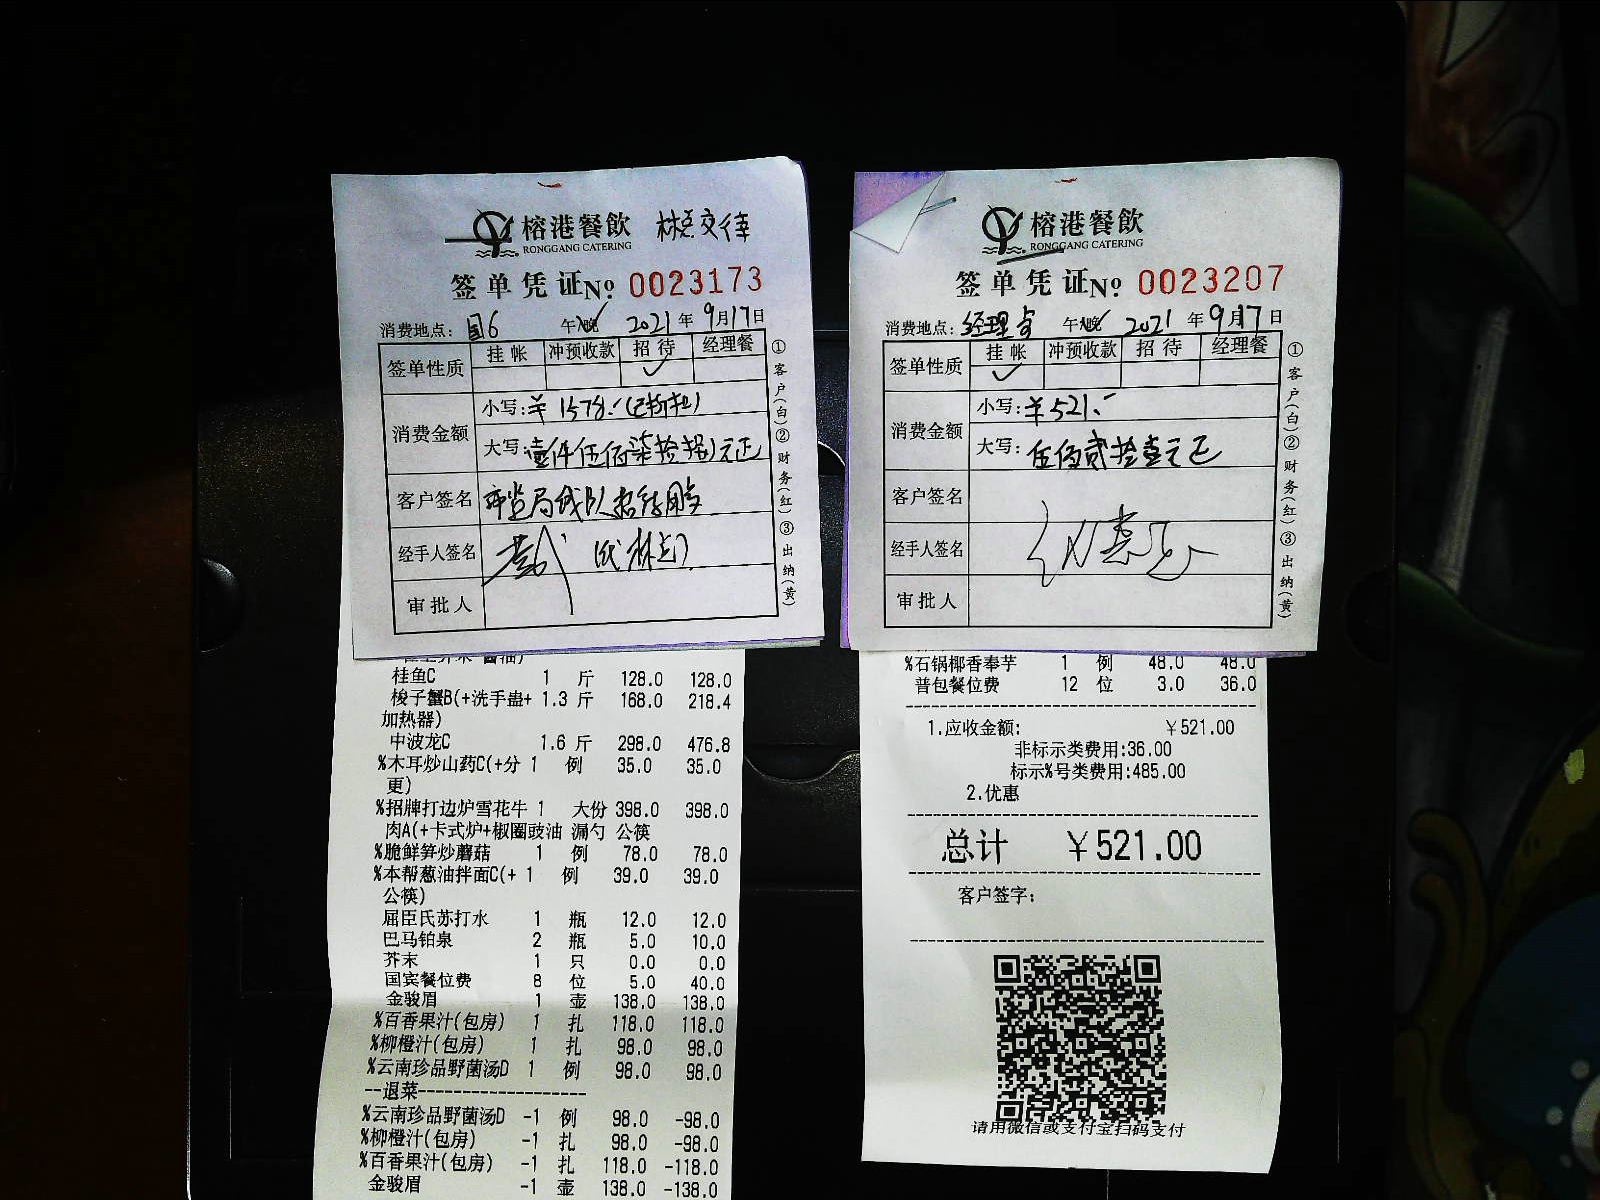 榕港餐飲
RONGGANG CATERING
签单凭证No 0023173
消费地点：国6 午/晚 2021年9月17日
签单性质 挂帐 冲预收款 招待 经理餐
消费金额
小写：¥1578.-
大写：
客户签名
经手人签名
审批人
①客户(白)②财务(红)③出纳(黄)
桂鱼C 1 斤 128.0 128.0
梭子蟹B(+洗手盅+ 1.3 斤 168.0 218.4
加热器)
中波龙C 1.6 斤 298.0 476.8
%木耳炒山药C(+分 1 例 35.0 35.0
更)
%招牌打边炉雪花牛 1 大份 398.0 398.0
肉A(+卡式炉+椒圈豉油 漏勺 公筷
%脆鲜笋炒蘑菇 1 例 78.0 78.0
%本帮葱油拌面C(+ 1 例 39.0 39.0
公筷)
屈臣氏苏打水 1 瓶 12.0 12.0
巴马铂泉 2 瓶 5.0 10.0
芥末 1 只 0.0 0.0
国宾餐位费 8 位 5.0 40.0
金骏眉 1 壶 138.0 138.0
%百香果汁(包房) 1 扎 118.0 118.0
%柳橙汁(包房) 1 扎 98.0 98.0
%云南珍品野菌汤D 1 例 98.0 98.0
--退菜--------------------
%云南珍品野菌汤D -1 例 98.0 -98.0
%柳橙汁(包房) -1 扎 98.0 -98.0
%百香果汁(包房) -1 扎 118.0 -118.0
金骏眉 -1 壶 138.0 -138.0
榕港餐飲
RONGGANG CATERING
签单凭证No 0023207
消费地点：经理 午/晚 2021年9月17日
签单性质 挂帐 冲预收款 招待 经理餐
消费金额
小写：¥521.-
大写：伍佰贰拾壹元正
客户签名
经手人签名
审批人
①客户(白)②财务(红)③出纳(黄)
%石锅椰香奉芋 1 例 48.0 48.0
普包餐位费 12 位 3.0 36.0
1.应收金额: ￥521.00
非标示类费用:36.00
标示%号类费用:485.00
2.优惠
总计 ￥521.00
客户签字:
请用微信或支付宝扫码支付